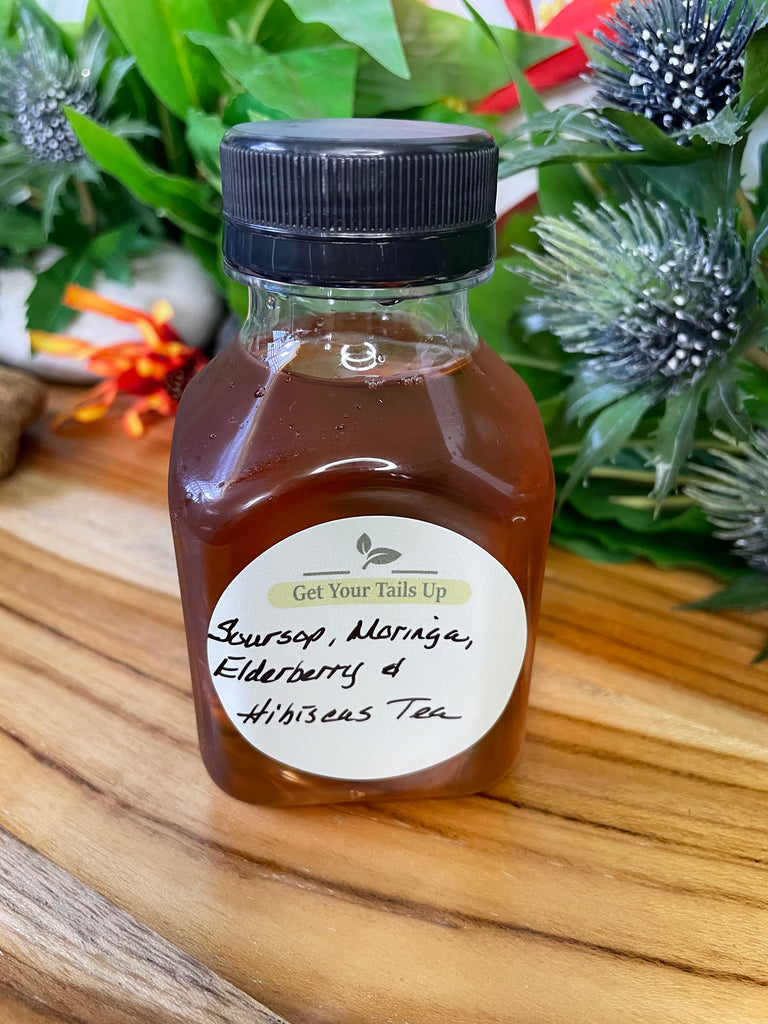 Get Your Tails Up
Soursop, Moringa,
Elderberry &
Hibiscus Tea